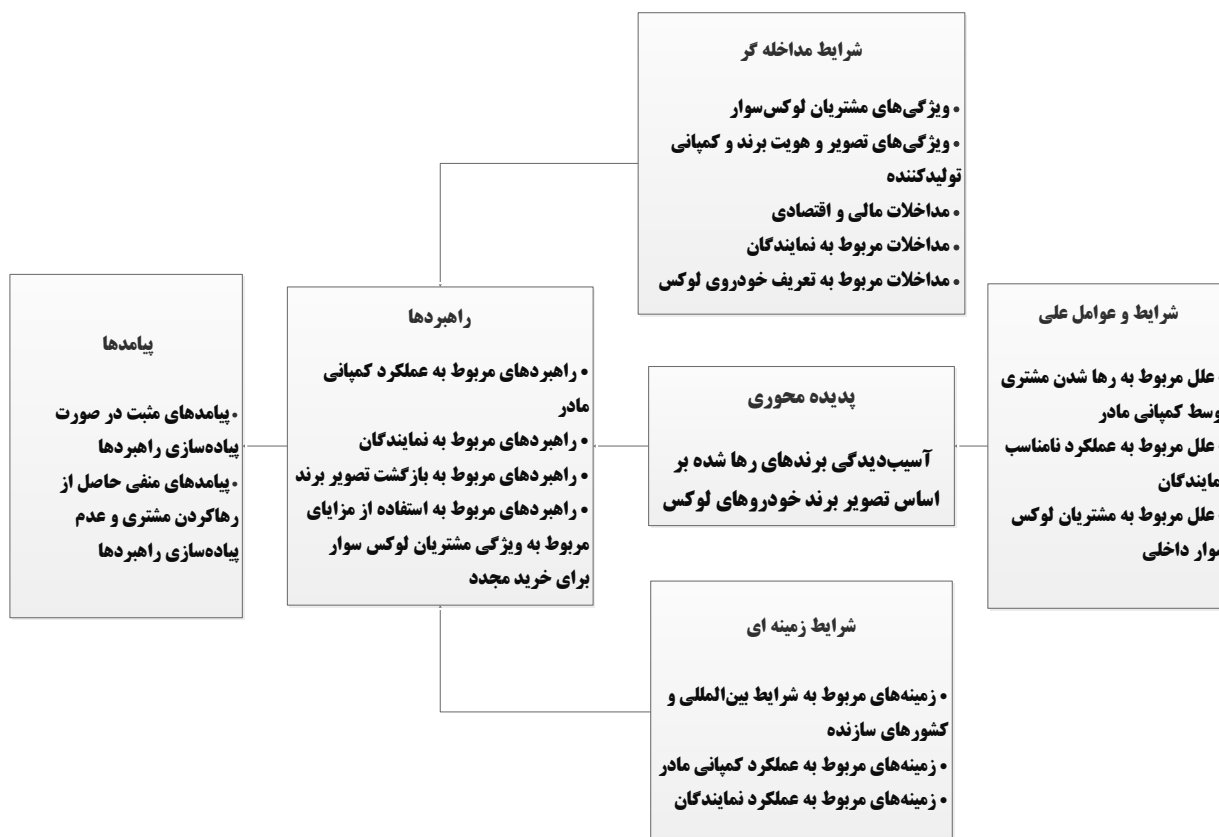 شرایط مداخله گر
• ویژگی‌های مشتریان لوکس‌سوار
• ویژگی‌های تصویر و هویت برند و کمپانی
تولیدکننده
• مداخلات مالی و اقتصادی
• مداخلات مربوط به نمایندگان
• مداخلات مربوط به تعریف خودروی لوکس
شرایط و عوامل علی
• علل مربوط به رها شدن مشتری
وسط کمپانی مادر
• علل مربوط به عملکرد نامناسب
مایندگان
• علل مربوط به مشتریان لوکس
سوار داخلی
پدیده محوری
آسیب‌دیدگی برندهای رها شده بر
اساس تصویر برند خودروهای لوکس
راهبردها
• راهبردهای مربوط به عملکرد کمپانی
مادر
• راهبردهای مربوط به نمایندگان
• راهبردهای مربوط به بازگشت تصویر برند
• راهبردهای مربوط به استفاده از مزایای
مربوط به ویژگی مشتریان لوکس سوار
برای خرید مجدد
پیامدها
• پیامدهای مثبت در صورت
پیاده‌سازی راهبردها
• پیامدهای منفی حاصل از
رهاکردن مشتری و عدم
پیاده‌سازی راهبردها
شرایط زمینه ای
• زمینه‌های مربوط به شرایط بین‌المللی و
کشورهای سازنده
• زمینه‌های مربوط به عملکرد کمپانی مادر
• زمینه‌های مربوط به عملکرد نمایندگان